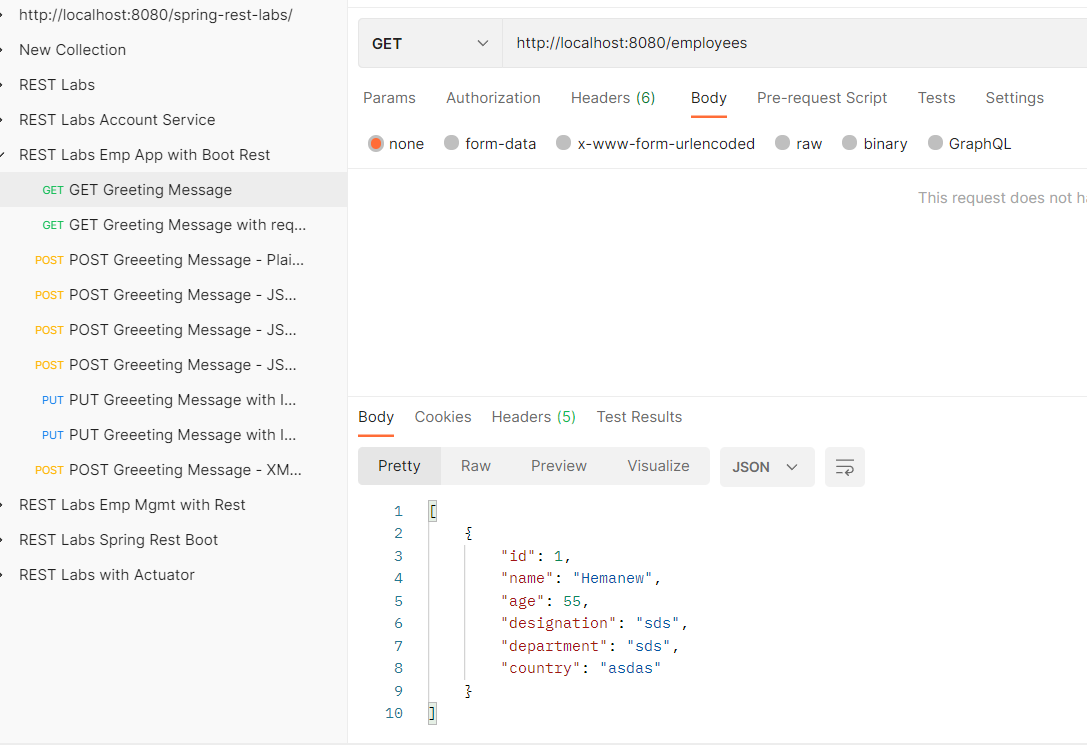 http://localhost:8080/spring-rest-labs/
New Collection
REST Labs
REST Labs Account Service
REST Labs Emp App with Boot Rest
GET GET Greeting Message
GET GET Greeting Message with req...
POST POST Greeeting Message - Plai...
POST POST Greeeting Message - JS...
POST POST Greeeting Message - JS...
POST POST Greeeting Message - JS...
PUT PUT Greeeting Message with I...
PUT PUT Greeeting Message with I...
POST POST Greeeting Message - XM...
REST Labs Emp Mgmt with Rest
REST Labs Spring Rest Boot
REST Labs with Actuator
GET http://localhost:8080/employees
Params Authorization Headers (6) Body Pre-request Script Tests Settings
none form-data x-www-form-urlencoded raw binary GraphQL
This request does not ha
Body Cookies Headers (5) Test Results
Pretty Raw Preview Visualize JSON
1 [
2 {
3 "id": 1,
4 "name": "Hemanew",
5 "age": 55,
6 "designation": "sds",
7 "department": "sds",
8 "country": "asdas"
9 }
10 ]